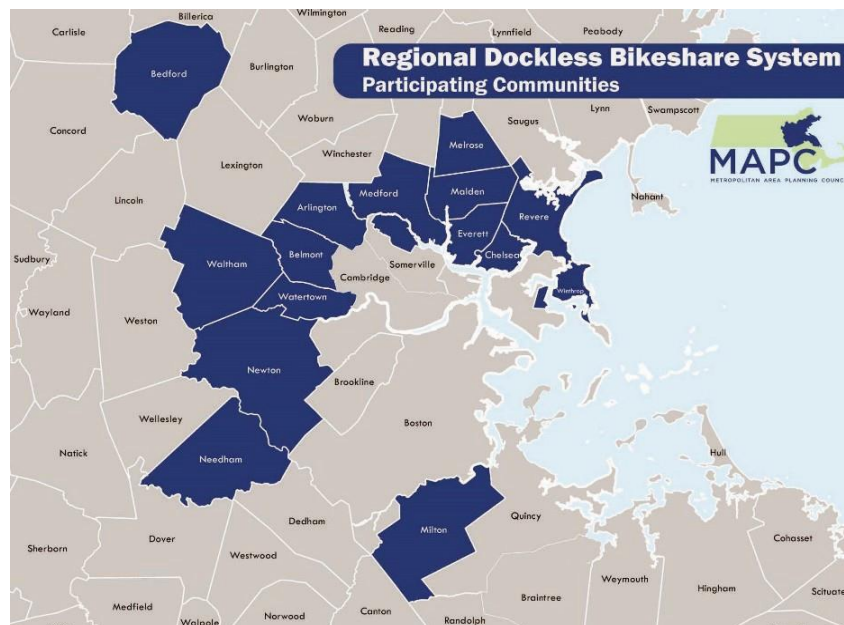 Billerica
Wilmington
Carlisle
Reading
Lynnfield
Peabody
Regional Dockless Bikeshare System
Participating Communities
Bedford
Burlington
Lynn
Swampscott
Woburn
Saugus
Concord
Melrose
Winchester
MAPC
METROPOLITAN AREA PLANNING COUNC
Lexington
Medford
Malden
Lincoln
Nahant
Arlington
Revere
Everett
Belmont
Chelsea
Sudbury
Waltham
Somerville
Cambridge
Winthrop
Watertown
Wayland
Weston
Newton
Brookline
Wellesley
Boston
Natick
Hull
Needham
Quincy
Milton
Dedham
Dover
Cohasset
Sherborn
Westwood
Weymouth
Hingham
Scituate
Braintree
Medfield
Canton
Norwood
Randolph
Walpole